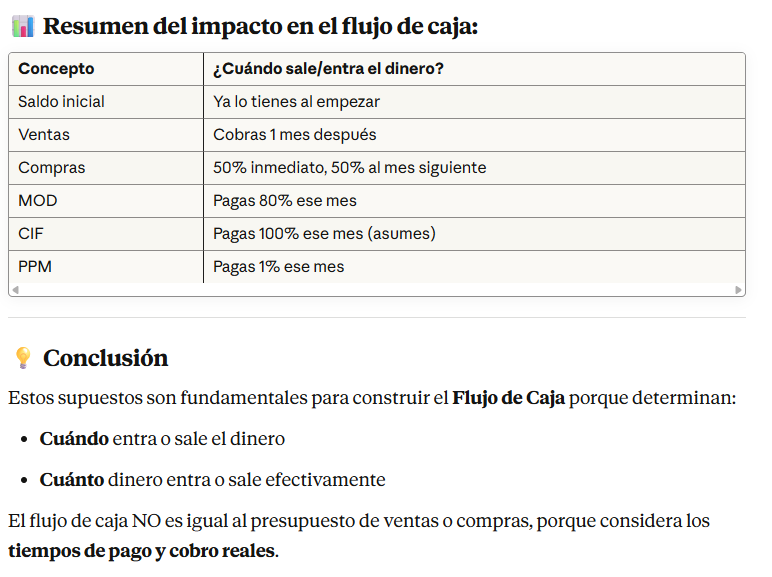 📊 Resumen del impacto en el flujo de caja:
Concepto ¿Cuándo sale/entra el dinero?
Saldo inicial Ya lo tienes al empezar
Ventas Cobras 1 mes después
Compras 50% inmediato, 50% al mes siguiente
MOD Pagas 80% ese mes
CIF Pagas 100% ese mes (asumes)
PPM Pagas 1% ese mes
💡 Conclusión
Estos supuestos son fundamentales para construir el Flujo de Caja porque determinan:
• Cuándo entra o sale el dinero
• Cuánto dinero entra o sale efectivamente
El flujo de caja NO es igual al presupuesto de ventas o compras, porque considera los
tiempos de pago y cobro reales.